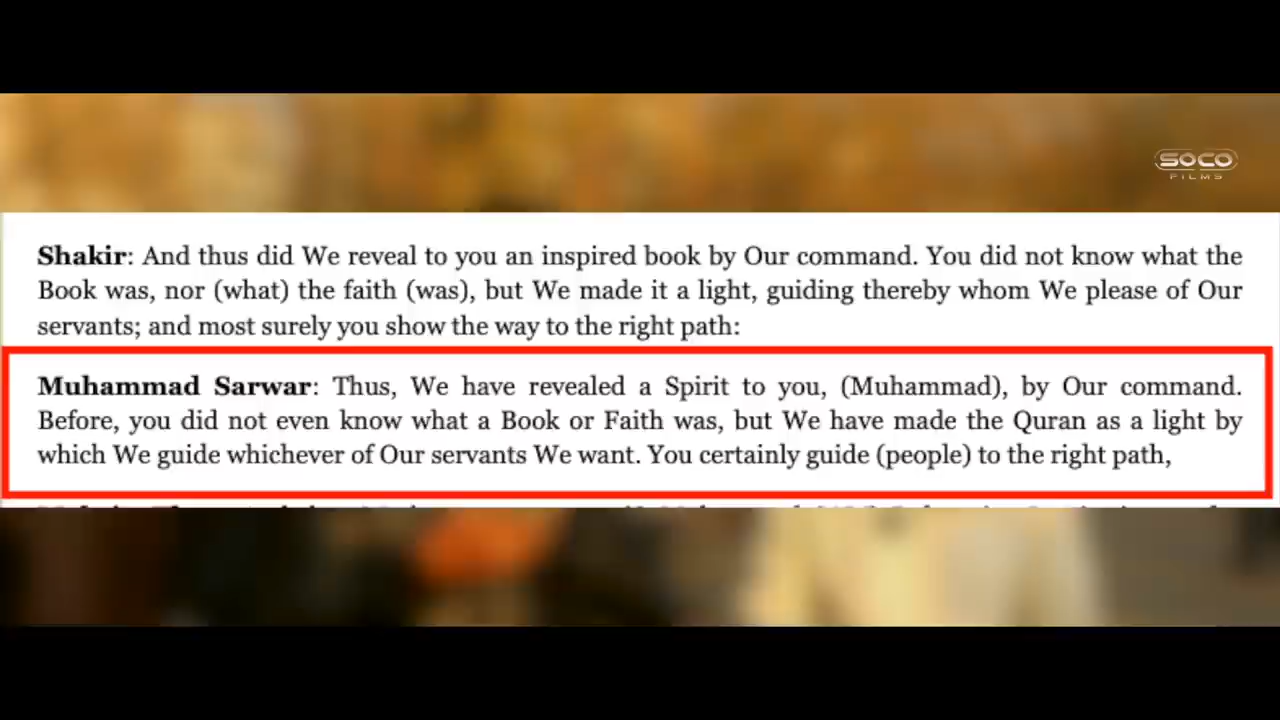 SOCO
FILMS
Shakir: And thus did We reveal to you an inspired book by Our command. You did not know what the
Book was, nor (what) the faith (was), but We made it a light, guiding thereby whom We please of Our
servants; and most surely you show the way to the right path:
Muhammad Sarwar: Thus, We have revealed a Spirit to you, (Muhammad), by Our command.
Before, you did not even know what a Book or Faith was, but We have made the Quran as a light by
which We guide whichever of Our servants We want. You certainly guide (people) to the right path,